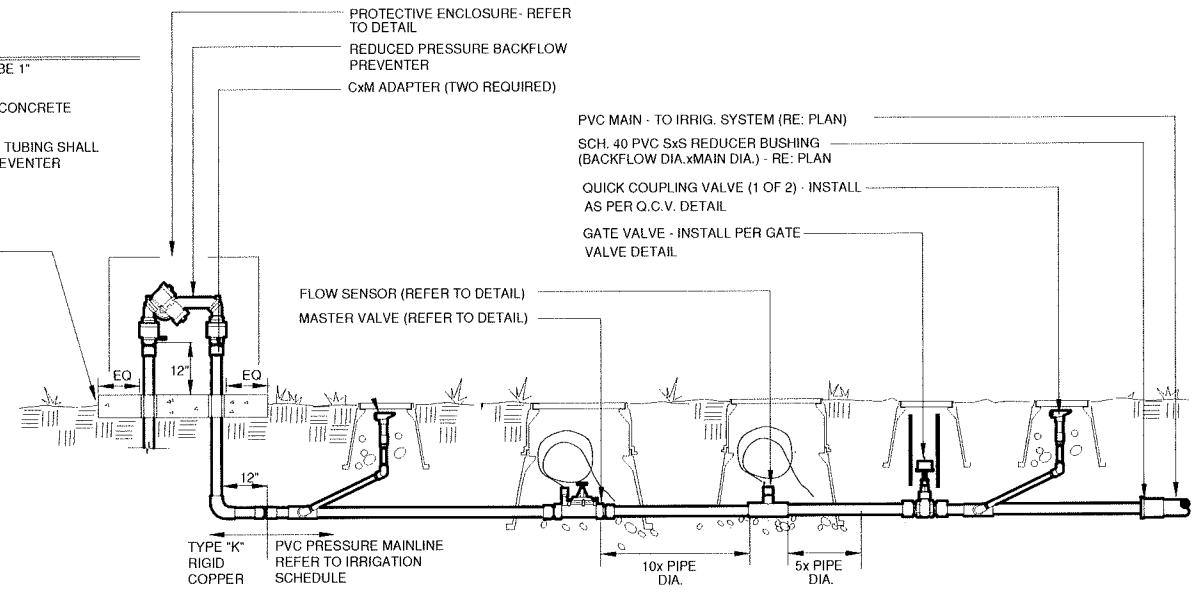 PROTECTIVE ENCLOSURE- REFER
TO DETAIL
REDUCED PRESSURE BACKFLOW
PREVENTER
CxM ADAPTER (TWO REQUIRED)
BE 1"
CONCRETE
TUBING SHALL
EVENTER
PVC MAIN - TO IRRIG. SYSTEM (RE: PLAN)
SCH. 40 PVC SxS REDUCER BUSHING
(BACKFLOW DIA.xMAIN DIA.) - RE: PLAN
QUICK COUPLING VALVE (1 OF 2) - INSTALL
AS PER Q.C.V. DETAIL
GATE VALVE - INSTALL PER GATE
VALVE DETAIL
FLOW SENSOR (REFER TO DETAIL)
MASTER VALVE (REFER TO DETAIL)
EQ
12"
EQ
12"
TYPE "K"
RIGID
COPPER
PVC PRESSURE MAINLINE
REFER TO IRRIGATION
SCHEDULE
10x PIPE
DIA.
5x PIPE
DIA.